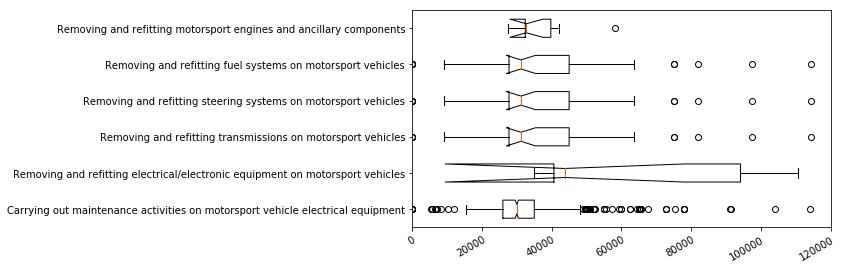 Removing and refitting motorsport engines and ancillary components
Removing and refitting fuel systems on motorsport vehicles
Removing and refitting steering systems on motorsport vehicles
Removing and refitting transmissions on motorsport vehicles
Removing and refitting electrical/electronic equipment on motorsport vehicles
Carrying out maintenance activities on motorsport vehicle electrical equipment
0 20000 40000 60000 80000 100000 120000